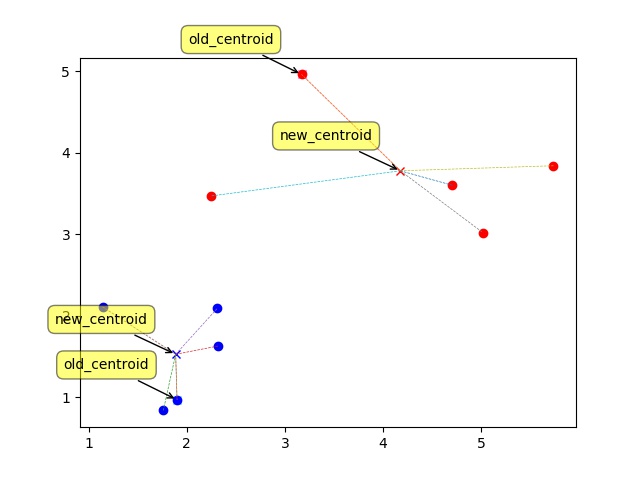 old_centroid
5
new_centroid
4
3
2
new_centroid
old_centroid
1
1 2 3 4 5